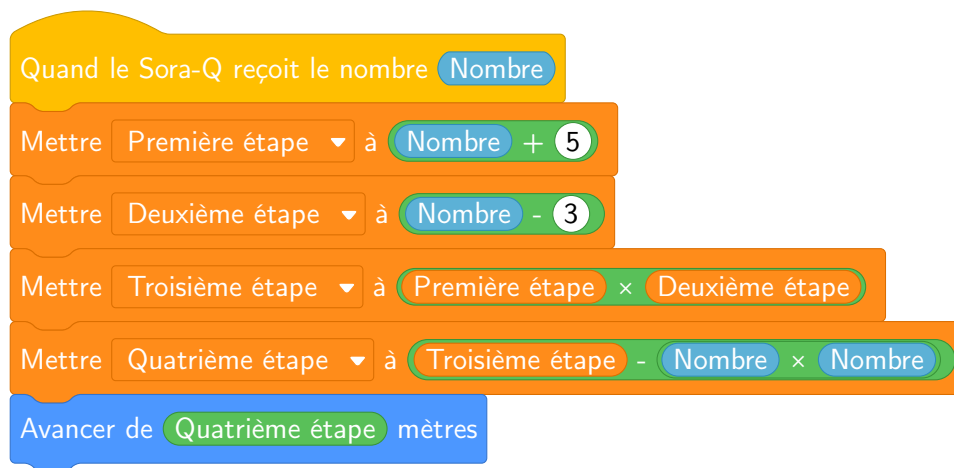 Quand le Sora-Q reçoit le nombre Nombre
Mettre Première étape à Nombre + 5
Mettre Deuxième étape à Nombre - 3
Mettre Troisième étape à Première étape × Deuxième étape
Mettre Quatrième étape à Troisième étape - Nombre × Nombre
Avancer de Quatrième étape mètres